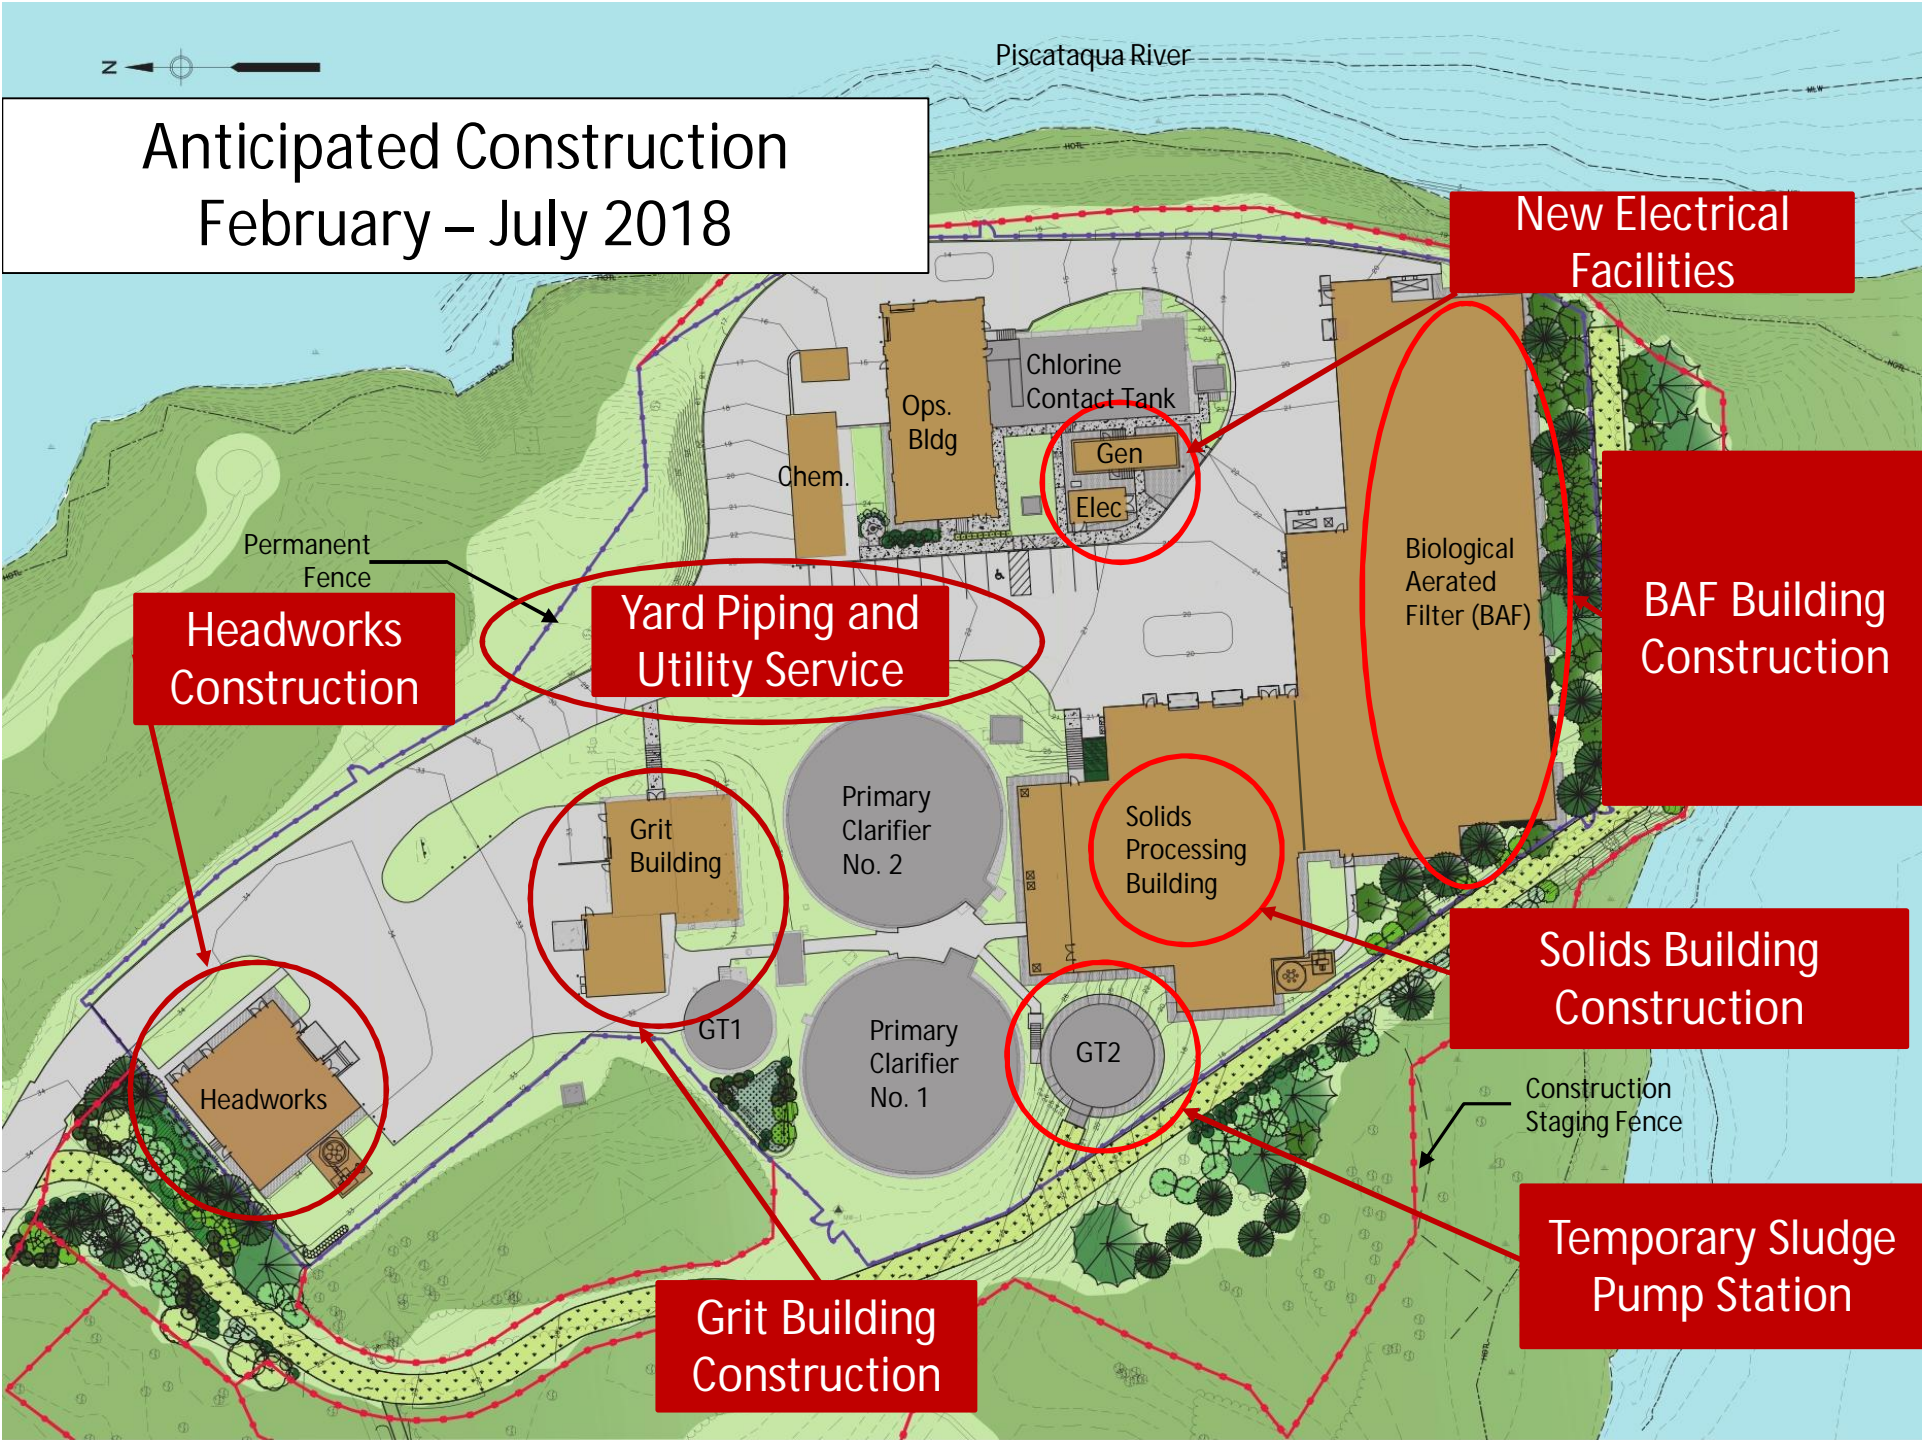 Piscataqua River
N
MLW
Anticipated Construction
February – July 2018
HOTL
New Electrical
Facilities
Chlorine
Contact Tank
Ops.
Bldg
Gen
Chem.
Elec
Permanent
Fence
Biological
Aerated
Filter (BAF)
BAF Building
Construction
Headworks
Construction
Yard Piping and
Utility Service
Primary
Clarifier
No. 2
Grit
Building
Solids
Processing
Building
Solids Building
Construction
GT1
Primary
Clarifier
No. 1
GT2
Headworks
Construction
Staging Fence
Temporary Sludge
Pump Station
Grit Building
Construction